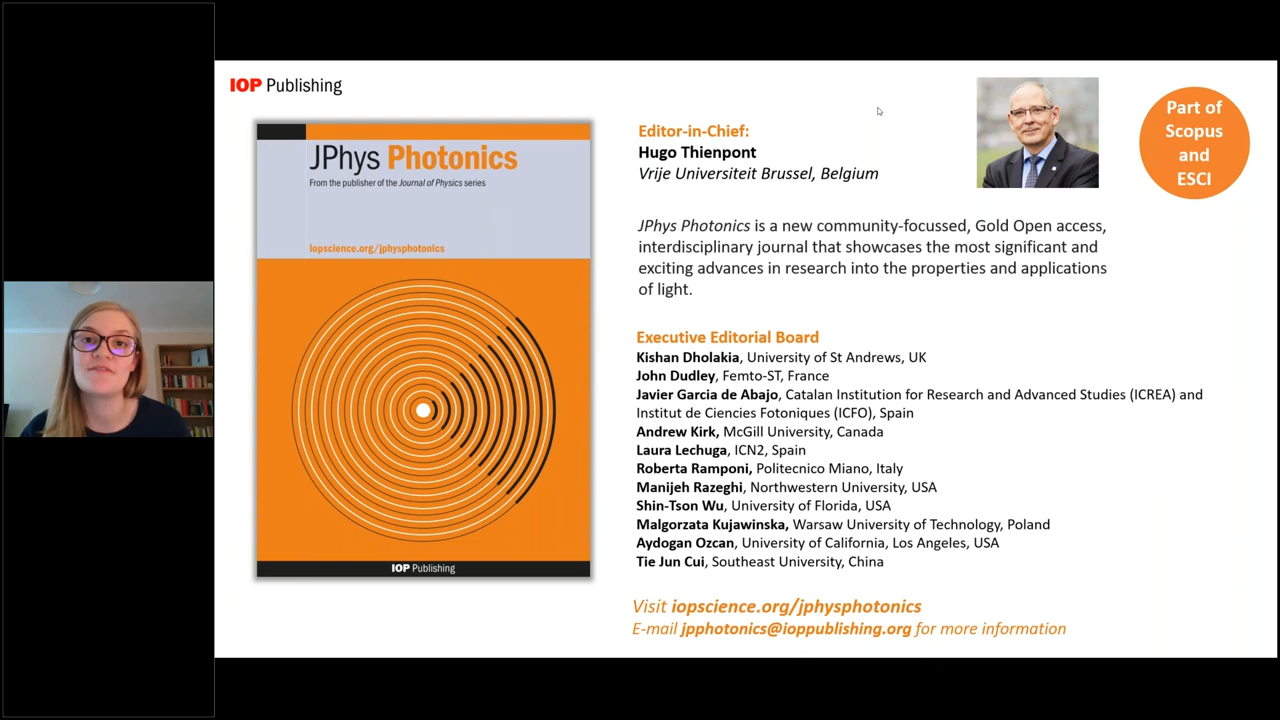 IOP Publishing
JPhys Photonics
From the publisher of the Journal of Physics series
iopscience.org/jphysphotonics
IOP Publishing
Editor-in-Chief:
Hugo Thienpont
Vrije Universiteit Brussel, Belgium
Part of
Scopus
and
ESCI
JPhys Photonics is a new community-focussed, Gold Open access,
interdisciplinary journal that showcases the most significant and
exciting advances in research into the properties and applications
of light.
Executive Editorial Board
Kishan Dholakia, University of St Andrews, UK
John Dudley, Femto-ST, France
Javier Garcia de Abajo, Catalan Institution for Research and Advanced Studies (ICREA) and
Institut de Ciencies Fotoniques (ICFO), Spain
Andrew Kirk, McGill University, Canada
Laura Lechuga, ICN2, Spain
Roberta Ramponi, Politecnico Miano, Italy
Manijeh Razeghi, Northwestern University, USA
Shin-Tson Wu, University of Florida, USA
Malgorzata Kujawinska, Warsaw University of Technology, Poland
Aydogan Ozcan, University of California, Los Angeles, USA
Tie Jun Cui, Southeast University, China
Visit iopscience.org/jphysphotonics
E-mail jpphotonics@ioppublishing.org for more information